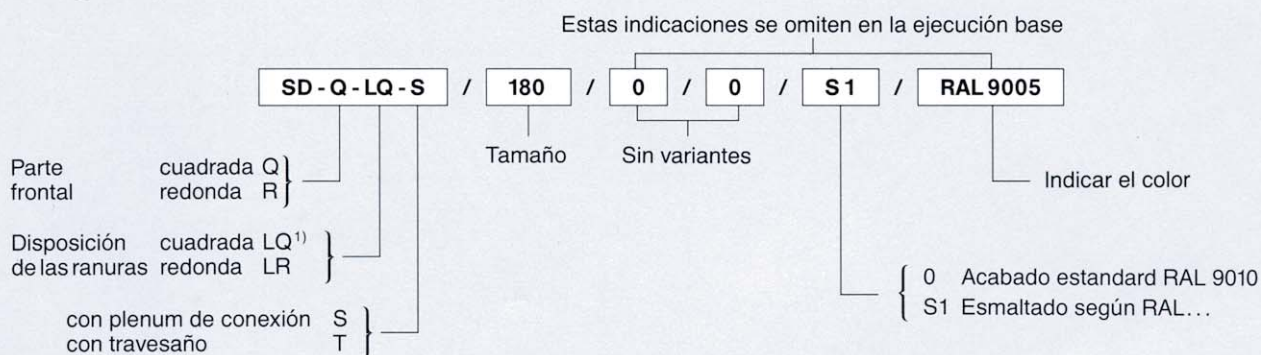 Estas indicaciones se omiten en la ejecución base
SD - Q - LQ - S / 180 / 0 / 0 / S 1 / RAL 9005
Tamaño Sin variantes
Parte cuadrada Q
frontal redonda R
Indicar el color
Disposición cuadrada LQ¹⁾
de las ranuras redonda LR
0 Acabado estandard RAL 9010
S1 Esmaltado según RAL...
con plenum de conexión S
con travesaño T